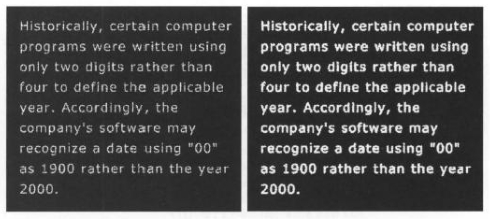 Historically, certain computer
programs were written using
only two digits rather than
four to define the applicable
year. Accordingly, the
company's software may
recognize a date using "00"
as 1900 rather than the year
2000.
Historically, certain computer
programs were written using
only two digits rather than
four to define the applicable
year. Accordingly, the
company's software may
recognize a date using "00"
as 1900 rather than the year
2000.